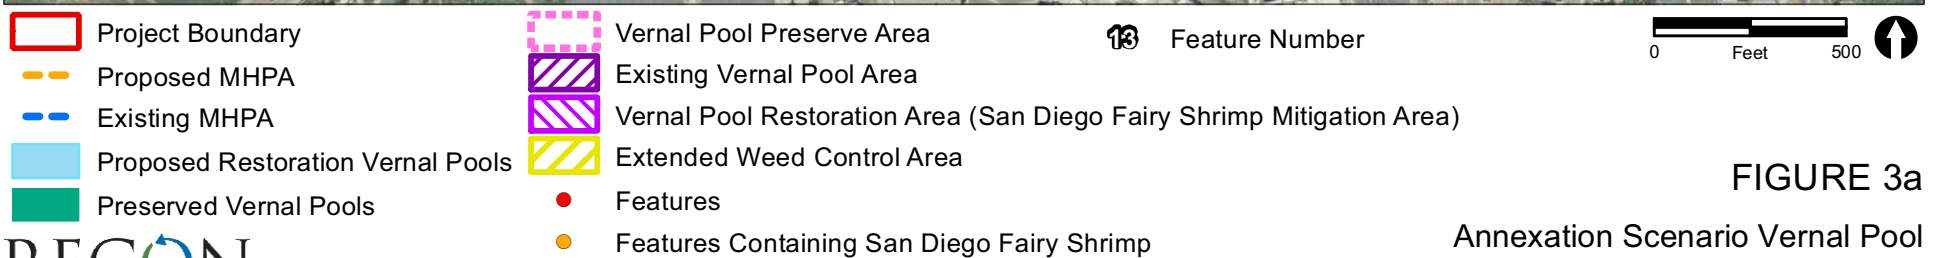 Project Boundary
Proposed MHPA
Existing MHPA
Proposed Restoration Vernal Pools
Preserved Vernal Pools
RECON
Vernal Pool Preserve Area
Existing Vernal Pool Area
Vernal Pool Restoration Area (San Diego Fairy Shrimp Mitigation Area)
Extended Weed Control Area
Features
Features Containing San Diego Fairy Shrimp
13 Feature Number
0 Feet 500
FIGURE 3a
Annexation Scenario Vernal Pool